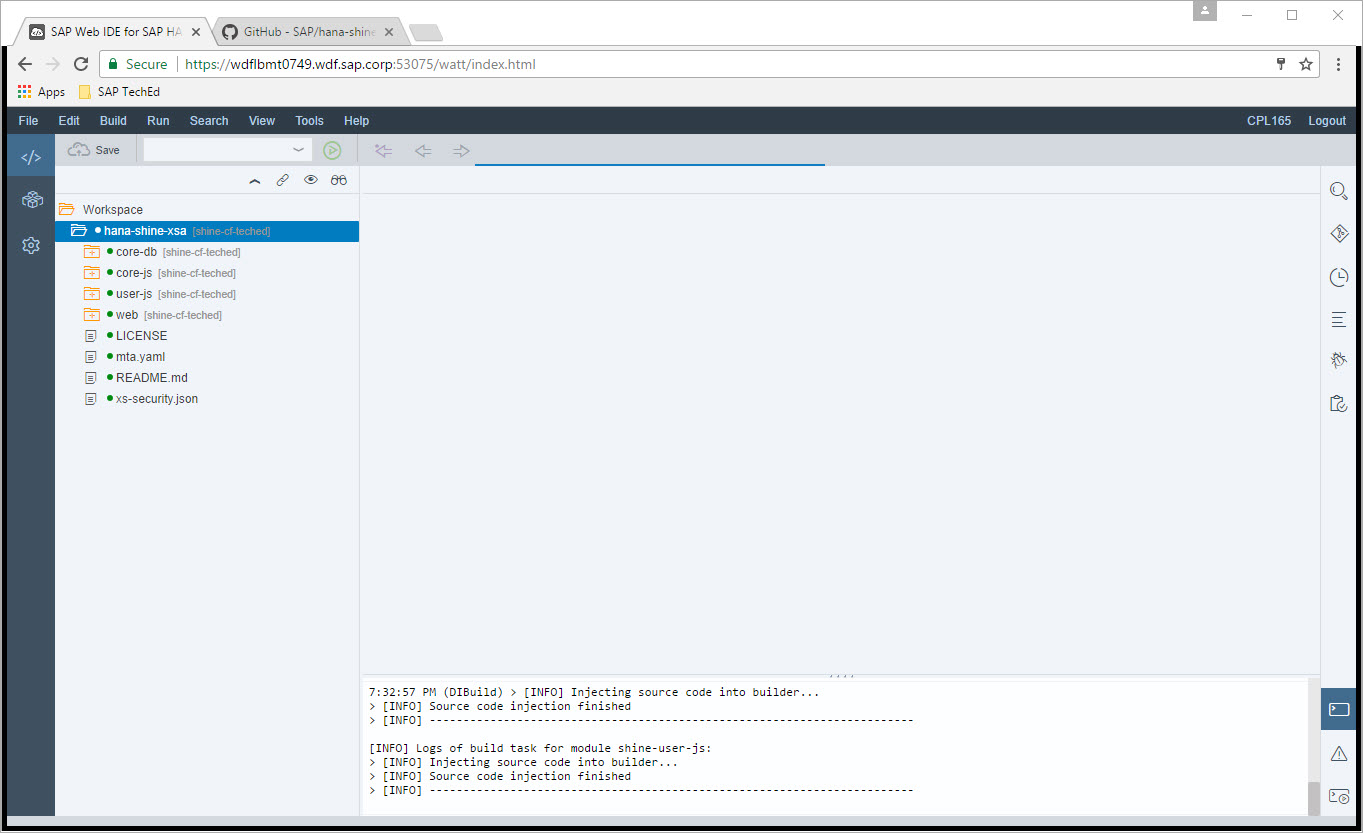 SAP Web IDE for SAP HA
GitHub - SAP/hana-shine
Secure
https://wdflbmt0749.wdf.sap.corp:53075/watt/index.html
Apps
SAP TechEd
File Edit Build Run Search View Tools Help CPL165 Logout
Save
Workspace
hana-shine-xsa [shine-cf-teched]
core-db [shine-cf-teched]
core-js [shine-cf-teched]
user-js [shine-cf-teched]
web [shine-cf-teched]
LICENSE
mta.yaml
README.md
xs-security.json
7:32:57 PM (DIBuild) > [INFO] Injecting source code into builder...
> [INFO] Source code injection finished
> [INFO] ------------------------------------------------------------------------
[INFO] Logs of build task for module shine-user-js:
> [INFO] Injecting source code into builder...
> [INFO] Source code injection finished
> [INFO] ------------------------------------------------------------------------